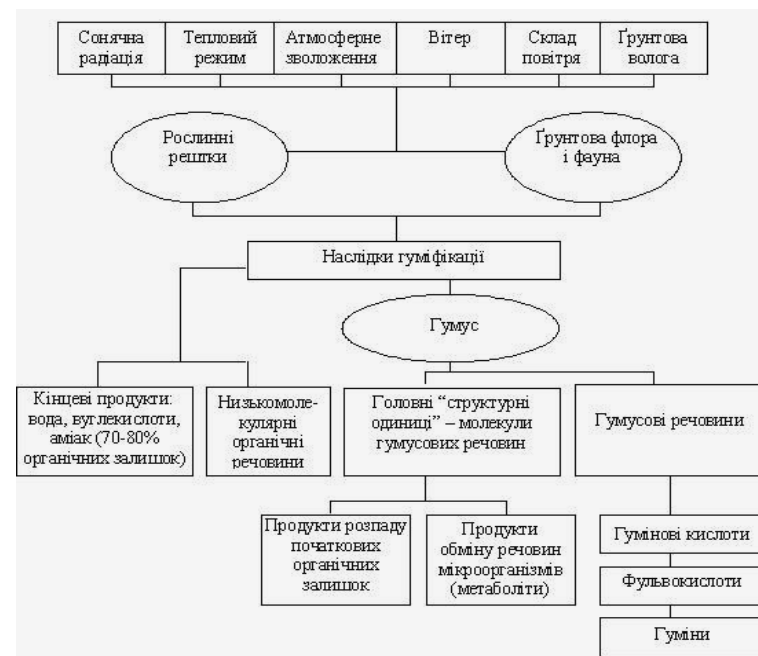 Сонячна
радіація
Тепловий
режим
Атмосферне
зволоження
Вітер
Склад
повітря
Ґрунтова
волога
Рослинні
рештки
Ґрунтова флора
і фауна
Наслідки гуміфікації
Гумус
Кінцеві продукти:
вода, вуглекислоти,
аміак (70-80%
органічних залишок)
Низькомоле-
кулярні
органічні
речовини
Головні “структурні
одиниці” – молекули
гумусових речовин
Гумусові речовини
Продукти розпаду
початкових
органічних
залишок
Продукти
обміну речовин
мікроорганізмів
(метаболіти)
Гумінові кислоти
Фульвокислоти
Гуміни